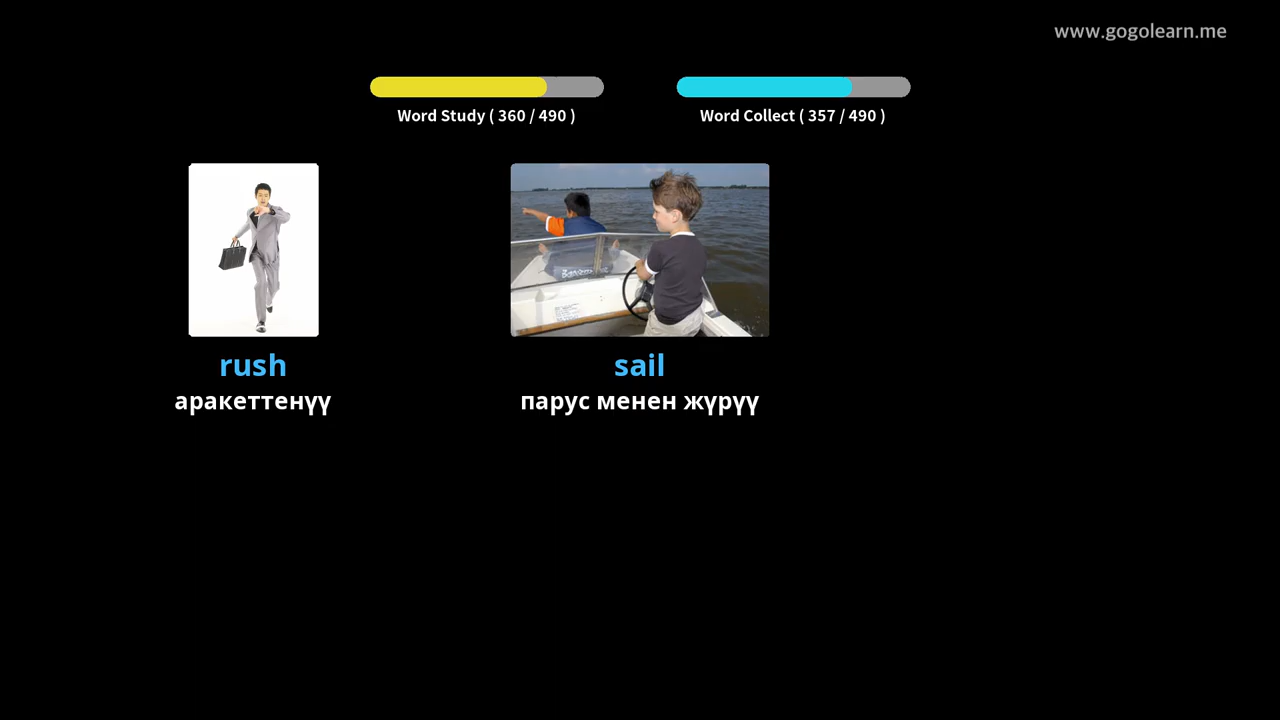 www.gogolearn.me
Word Study ( 360 / 490 )
Word Collect ( 357 / 490 )
rush
аракеттенүү
sail
парус менен жүрүү